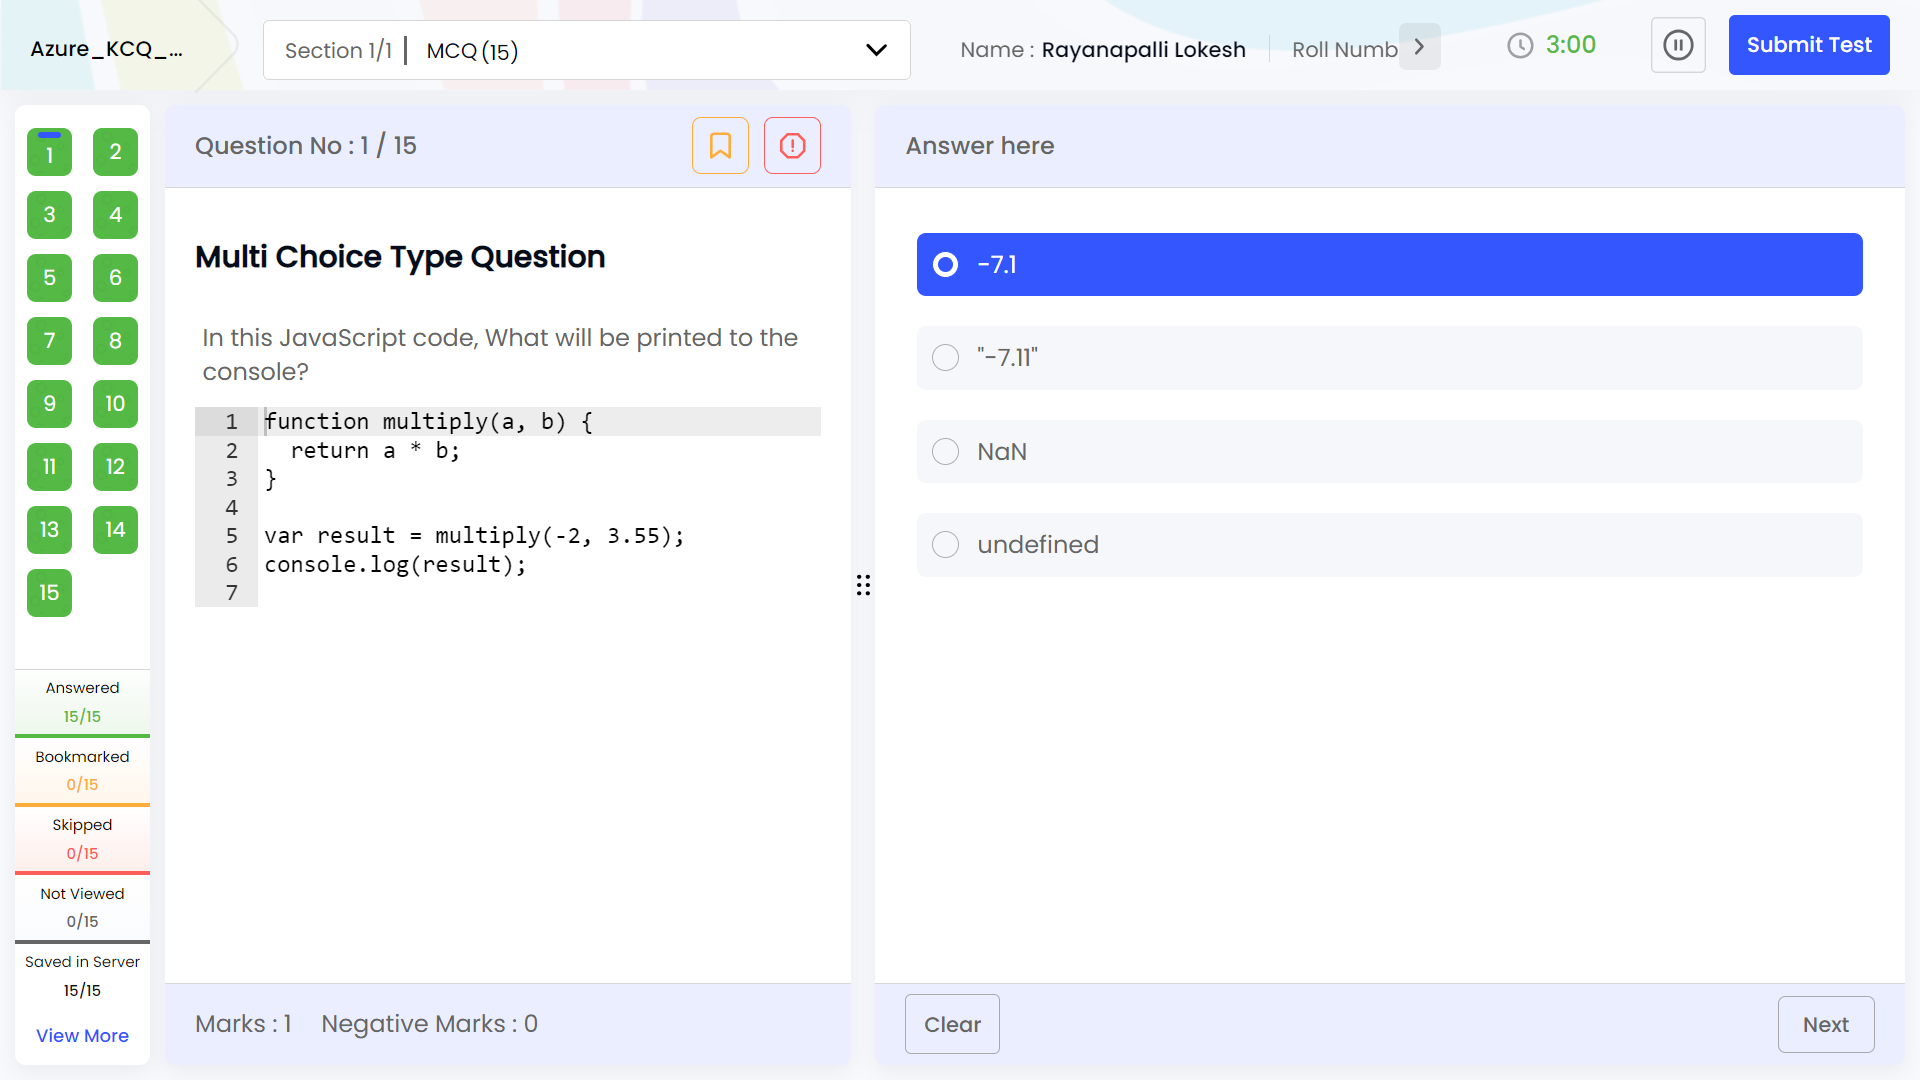 Azure_KCQ_...
Section 1/1 | MCQ (15)
Name : Rayanapalli Lokesh
Roll Numb
3:00
Submit Test
1 2
3 4
5 6
7 8
9 10
11 12
13 14
15
Answered
15/15
Bookmarked
0/15
Skipped
0/15
Not Viewed
0/15
Saved in Server
15/15
View More
Question No : 1 / 15
Multi Choice Type Question
In this JavaScript code, What will be printed to the
console?
1 function multiply(a, b) {
2   return a * b;
3 }
4
5 var result = multiply(-2, 3.55);
6 console.log(result);
7
Marks : 1 Negative Marks : 0
Answer here
-7.1
"-7.11"
NaN
undefined
Clear
Next